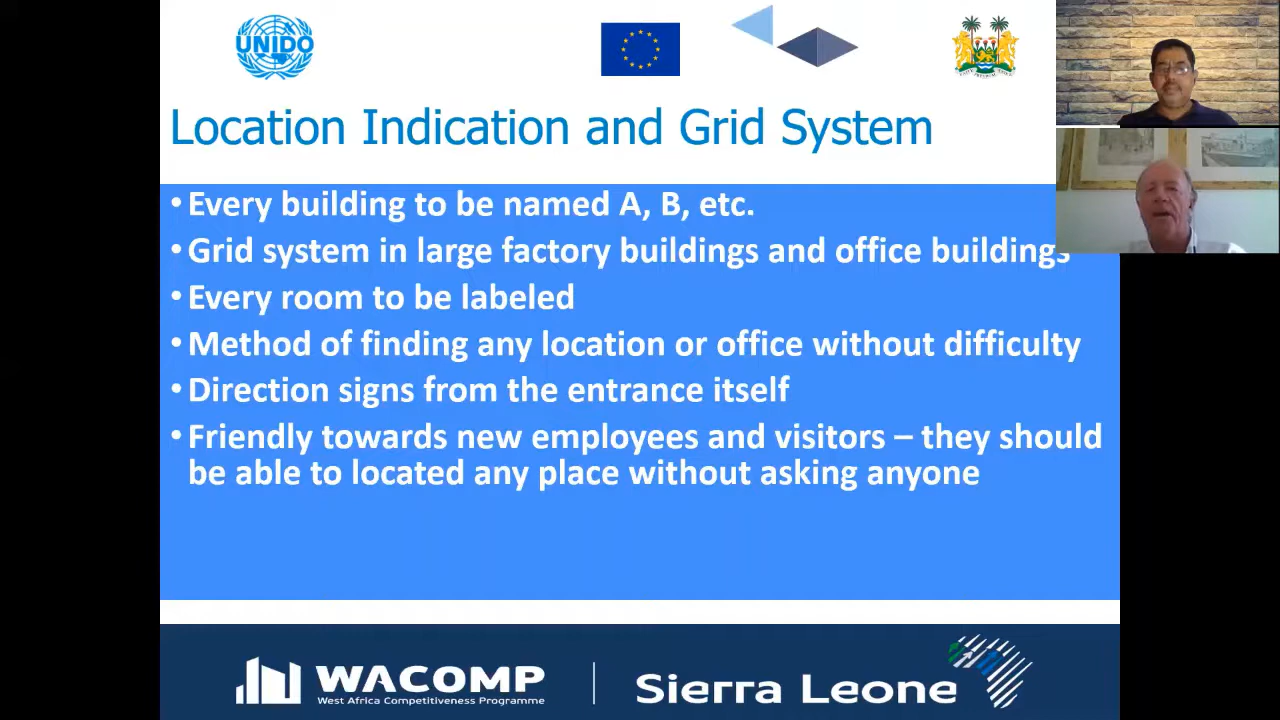 UNIDO
Location Indication and Grid System
• Every building to be named A, B, etc.
• Grid system in large factory buildings and office buildings
• Every room to be labeled
• Method of finding any location or office without difficulty
• Direction signs from the entrance itself
• Friendly towards new employees and visitors – they should
be able to located any place without asking anyone
WACOMP
West Africa Competitiveness Programme
Sierra Leone